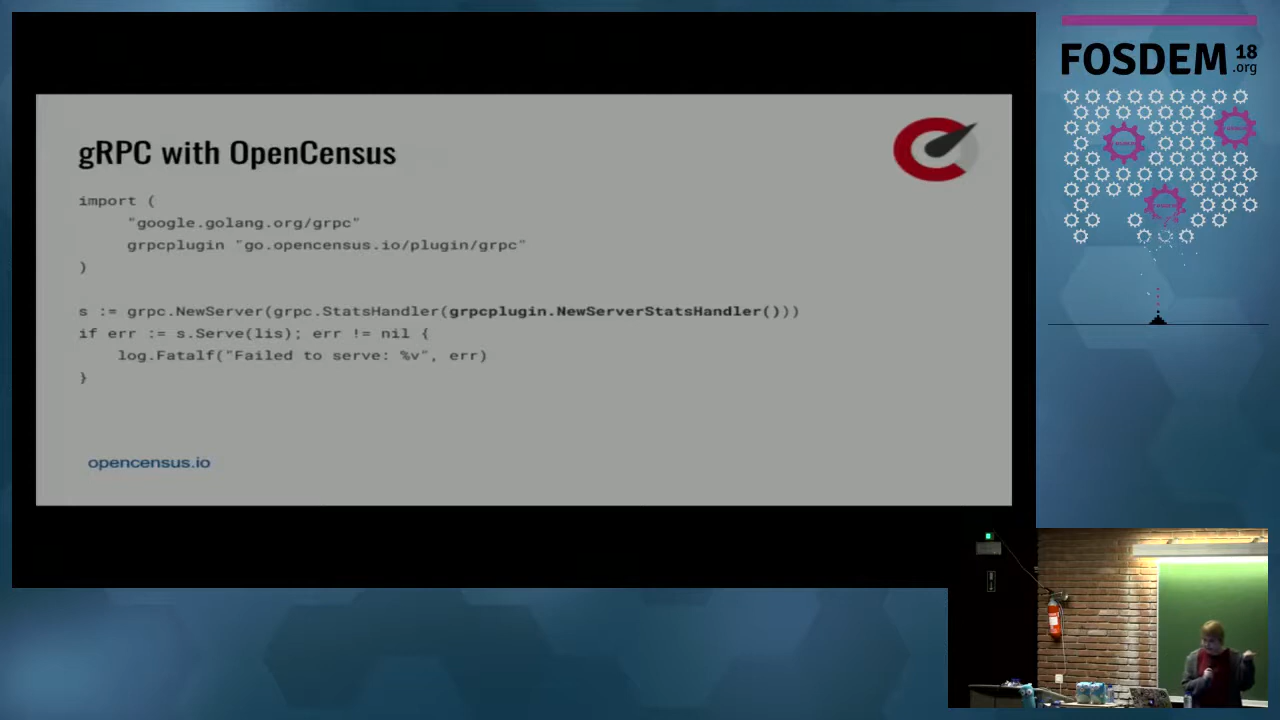 gRPC with OpenCensus
import (
"google.golang.org/grpc"
grpcplugin "go.opencensus.io/plugin/grpc"
)
s := grpc.NewServer(grpc.StatsHandler(grpcplugin.NewServerStatsHandler()))
if err := s.Serve(lis); err != nil {
log.Fatalf("Failed to serve: %v", err)
}
opencensus.io
FOSDEM 18
.org